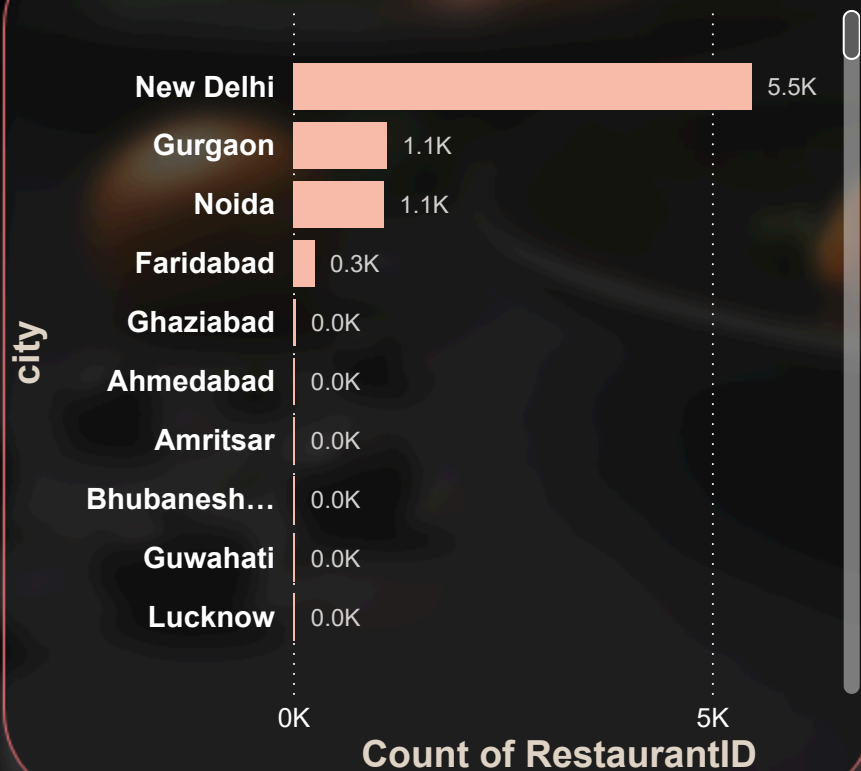 New Delhi 5.5K
Gurgaon 1.1K
Noida 1.1K
Faridabad 0.3K
Ghaziabad 0.0K
Ahmedabad 0.0K
Amritsar 0.0K
Bhubanesh… 0.0K
Guwahati 0.0K
Lucknow 0.0K
city
0K 5K
Count of RestaurantID